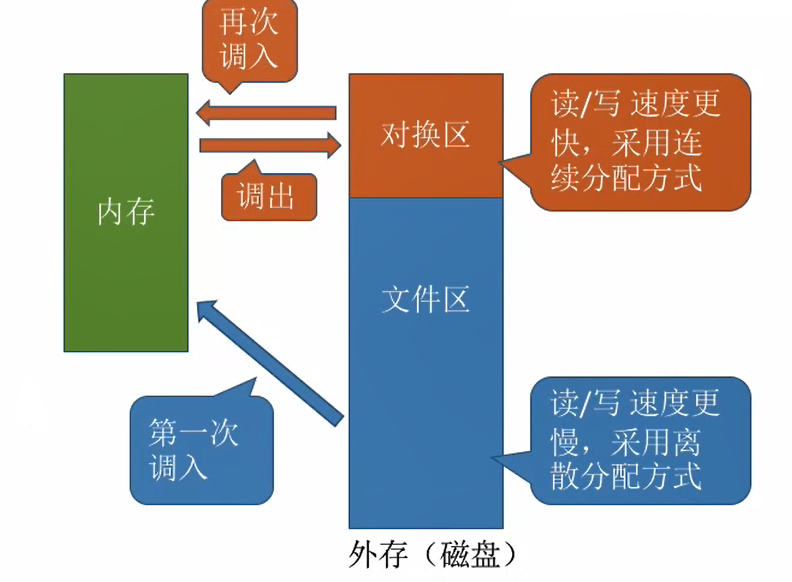 再次
调入
调出
内存
第一次
调入
对换区
文件区
外存（磁盘）
读/写 速度更
快，采用连
续分配方式
读/写 速度更
慢，采用离
散分配方式